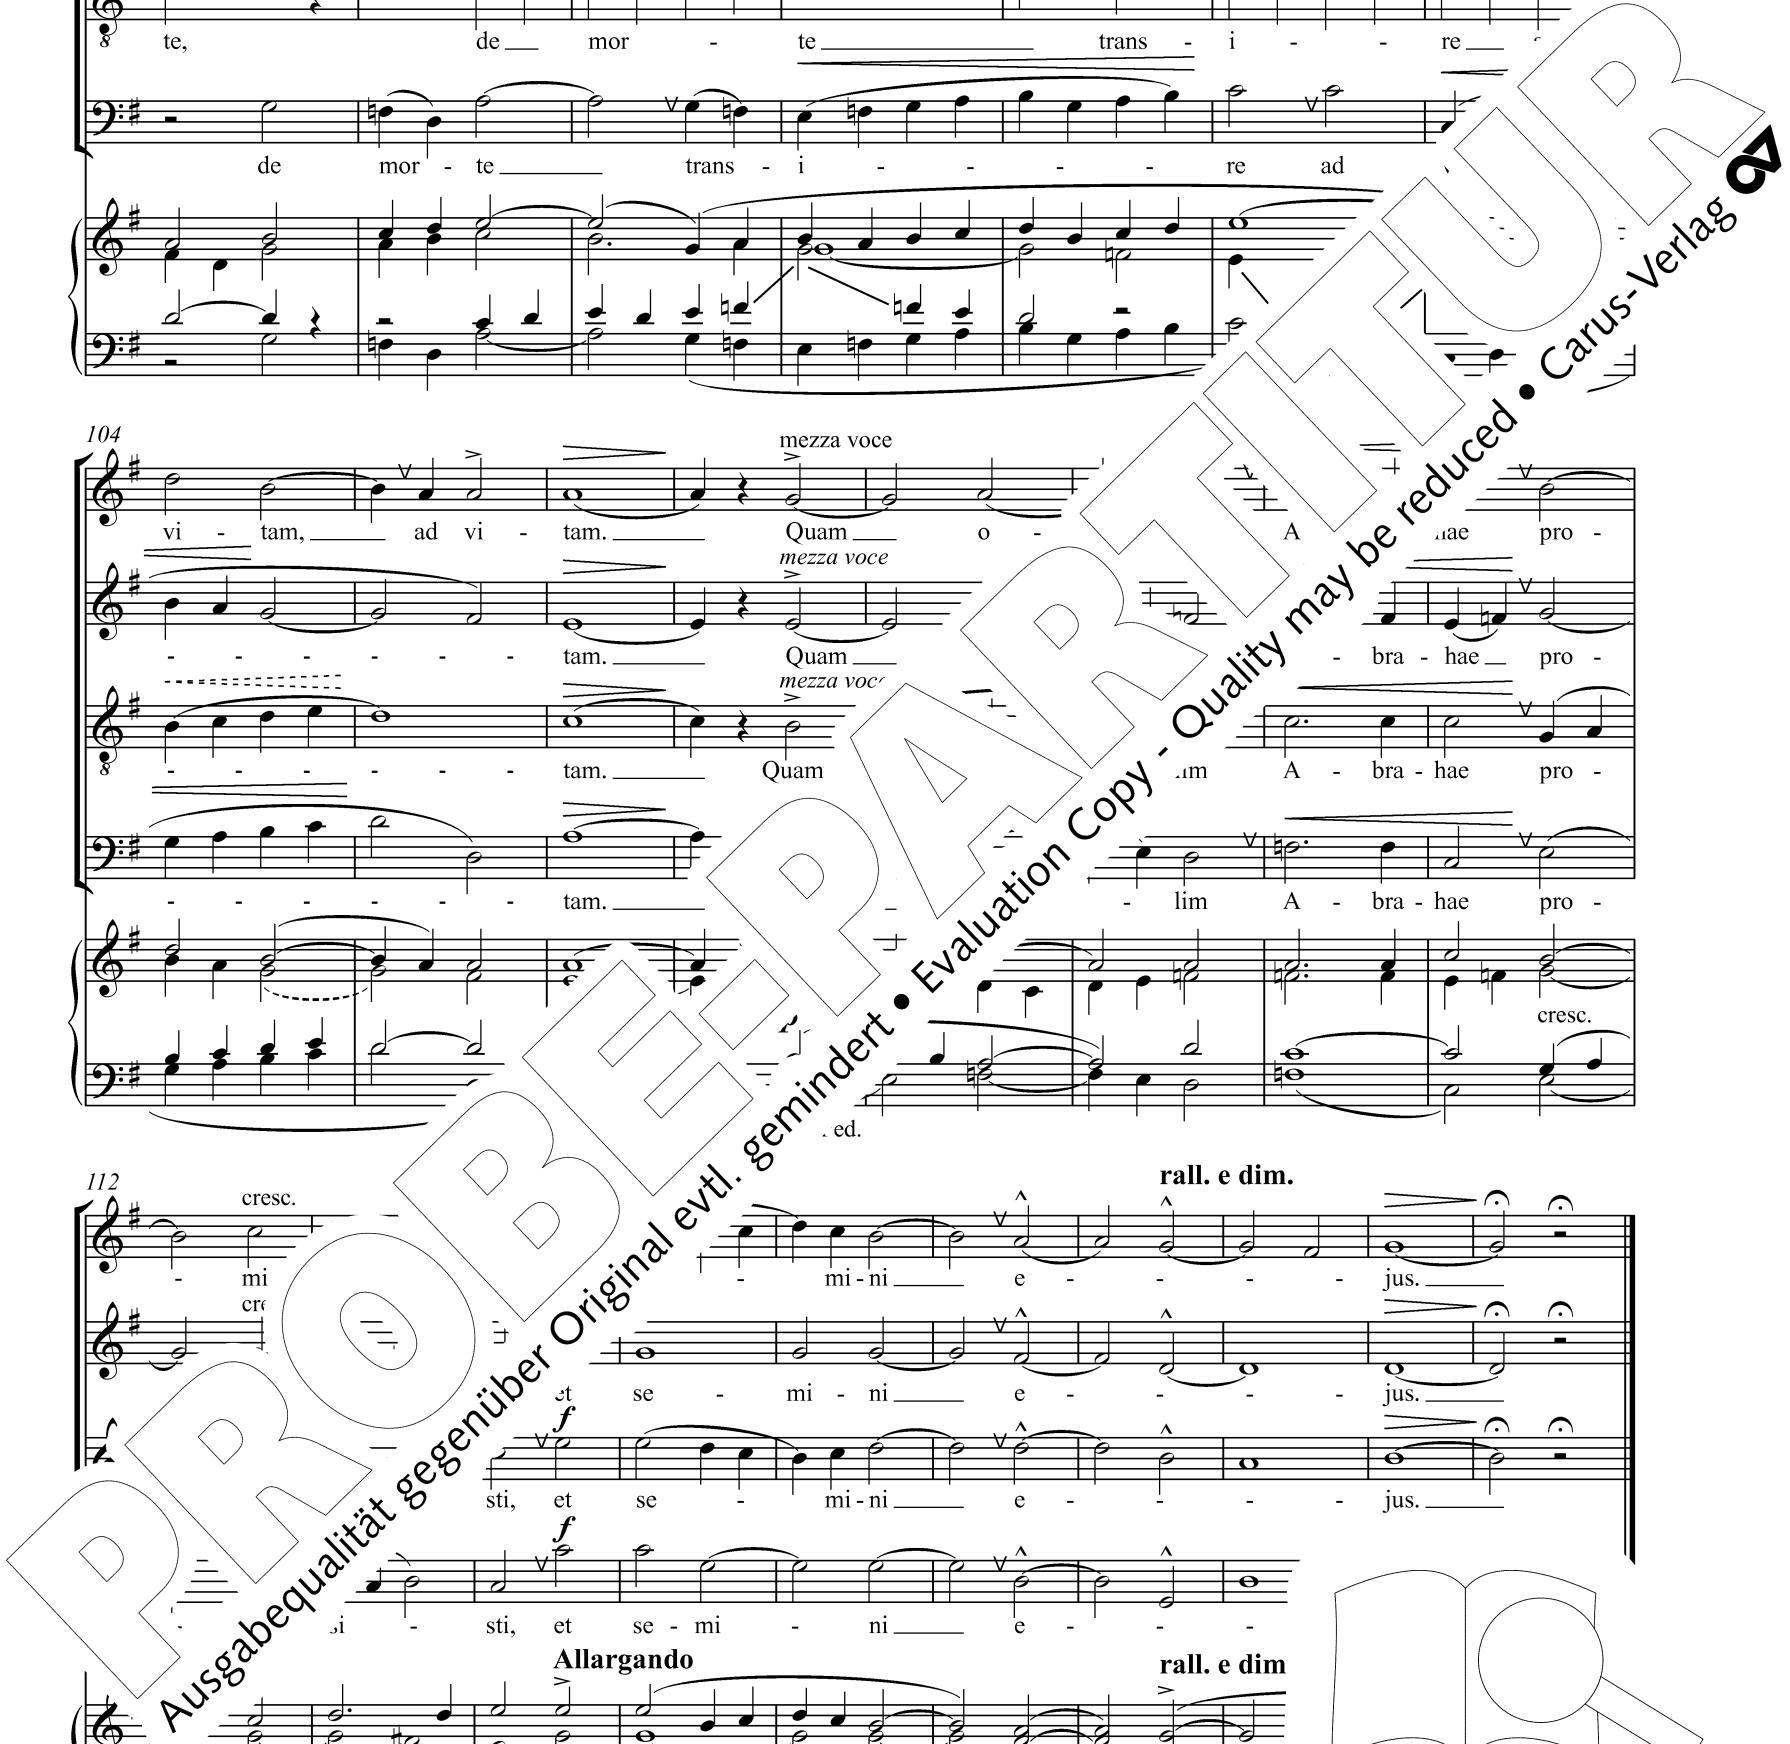 te, de mor - te trans - i - - re
de mor - te trans - i - - - - re ad
104
mezza voce
vi - tam, ad vi - tam. Quam o - A hae pro -
mezza voce
- - - - - - tam. Quam - bra - hae pro -
mezza voce
- - - - - - tam. Quam A - bra - hae pro -
- - - - - - tam. - lim A - bra - hae pro -
cresc.
112
cresc.
rall. e dim.
- mi - mi - ni e - - - - jus.
se - mi - ni e - - - jus.
f
sti, et se - mi - ni e - - - - jus.
f
- sti, et se - mi - ni e - - -
Allargando
rall. e dim
PROBE-PARTITUR
Ausgabequalität gegenüber Original evtl. gemindert • Evaluation Copy - Quality may be reduced • Carus-Verlag